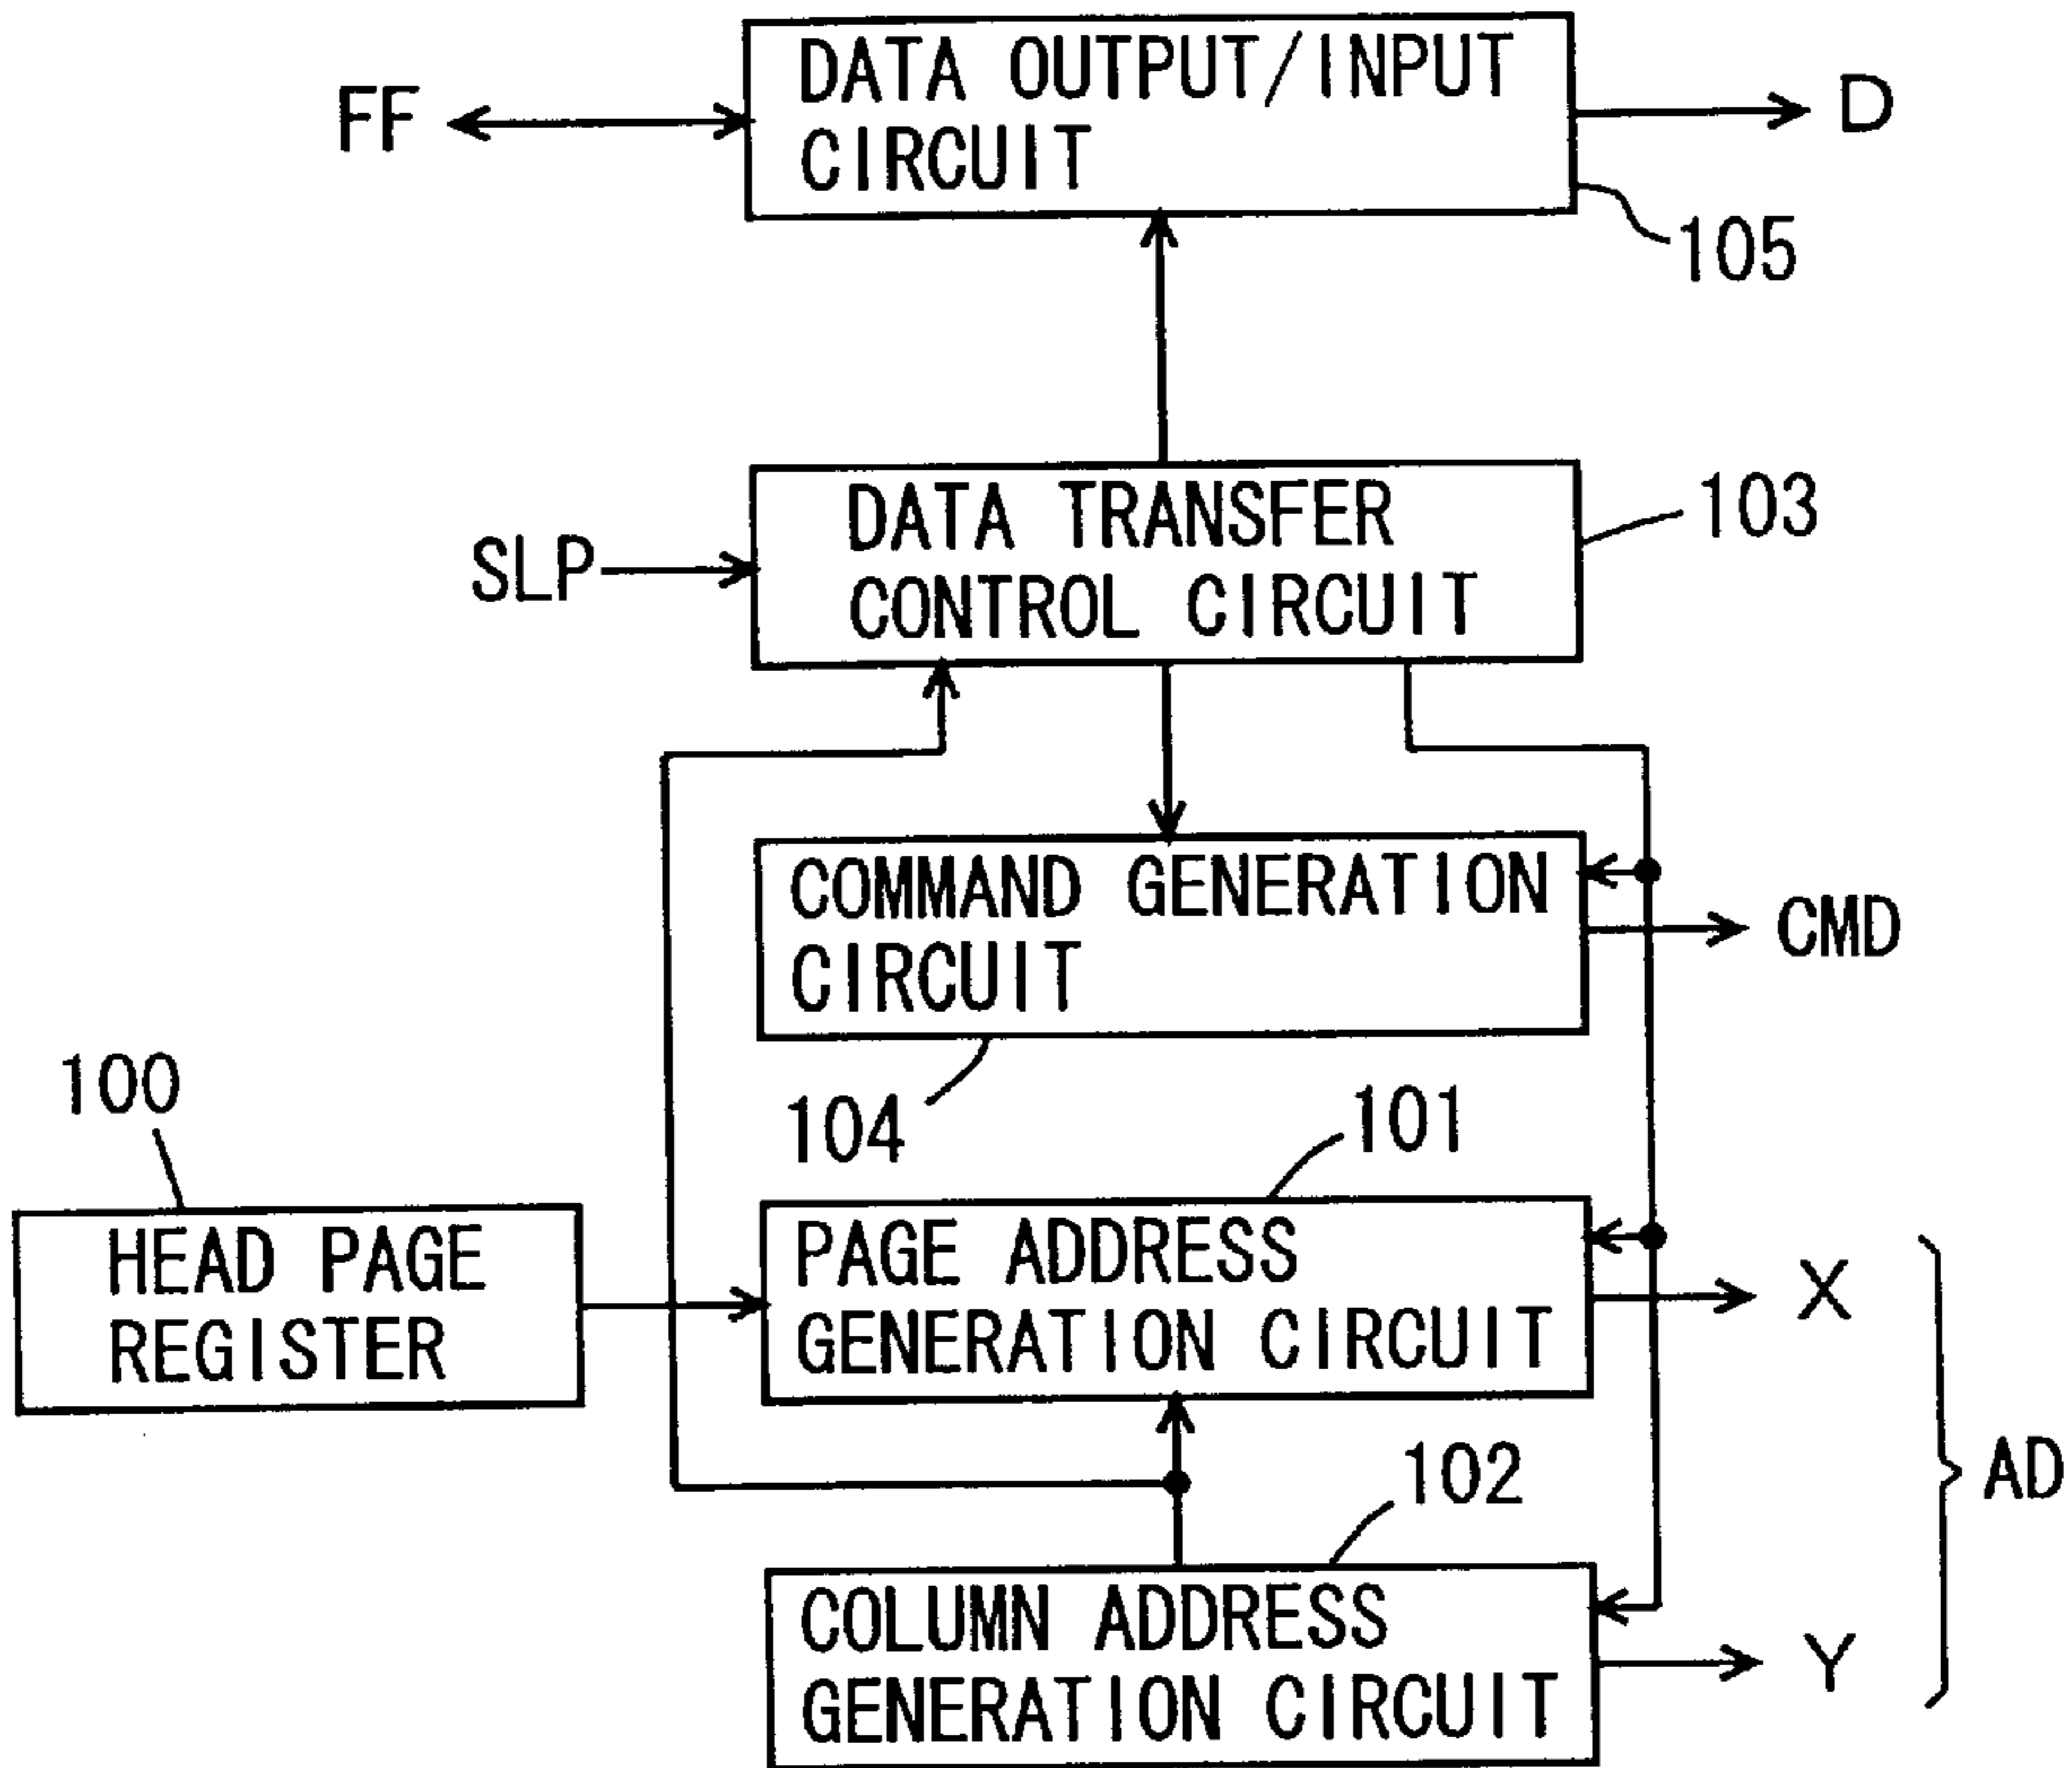 DATA OUTPUT/INPUT
CIRCUIT
FF
D
105
DATA TRANSFER
CONTROL CIRCUIT
103
SLP
COMMAND GENERATION
CIRCUIT
CMD
104
100
101
HEAD PAGE
REGISTER
PAGE ADDRESS
GENERATION CIRCUIT
X
AD
102
COLUMN ADDRESS
GENERATION CIRCUIT
Y